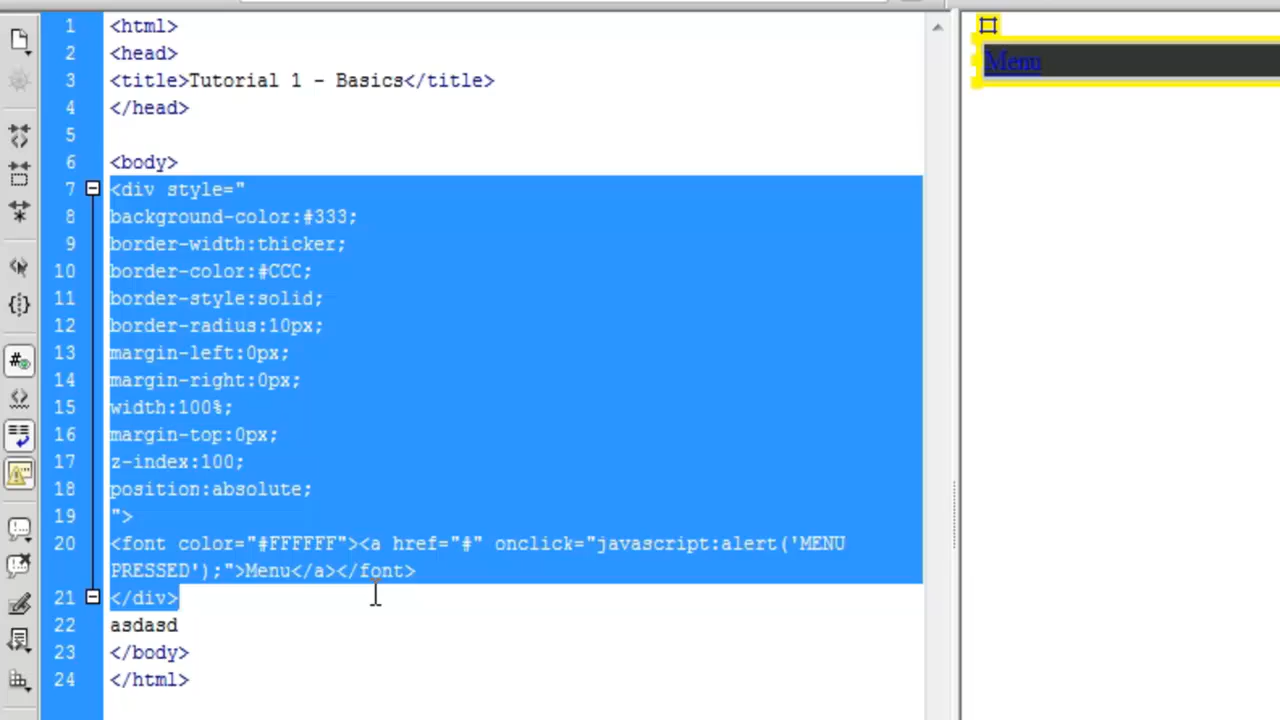 1 <html>
2 <head>
3 <title>Tutorial 1 - Basics</title>
4 </head>
5
6 <body>
7 <div style="
8 background-color:#333;
9 border-width:thicker;
10 border-color:#CCC;
11 border-style:solid;
12 border-radius:10px;
13 margin-left:0px;
14 margin-right:0px;
15 width:100%;
16 margin-top:0px;
17 z-index:100;
18 position:absolute;
19 ">
20 <font color="#FFFFFF"><a href="#" onclick="javascript:alert('MENU
PRESSED');">Menu</a></font>
21 </div>
22 asdasd
23 </body>
24 </html>
Menu